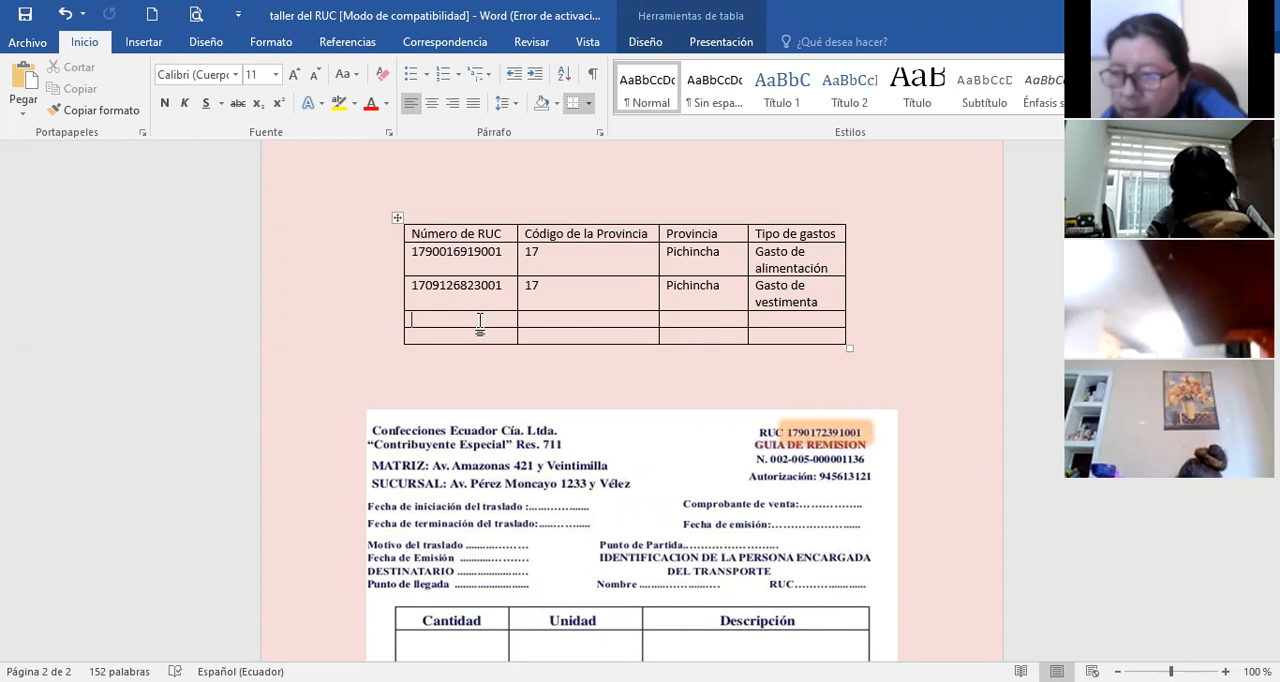 taller del RUC [Modo de compatibilidad] - Word (Error de activaci...
Herramientas de tabla
Archivo Inicio Insertar Diseño Formato Referencias Correspondencia Revisar Vista Diseño Presentación ¿Qué desea hacer?
Pegar
Cortar
Copiar
Copiar formato
Calibri (Cuerpo 11
N K S abc x₂ x²
AaBbCcDc AaBbCcDc AaBbC AaBbCcI AaB AaBbCcD AaBbCcD
¶ Normal ¶ Sin espa... Título 1 Título 2 Título Subtítulo Énfasis s
Portapapeles Fuente Párrafo Estilos
Número de RUC Código de la Provincia Provincia Tipo de gastos
1790016919001 17 Pichincha Gasto de
alimentación
1709126823001 17 Pichincha Gasto de
vestimenta
Confecciones Ecuador Cía. Ltda.
“Contribuyente Especial” Res. 711
MATRIZ: Av. Amazonas 421 y Veintimilla
SUCURSAL: Av. Pérez Moncayo 1233 y Vélez
RUC 1790172391001
GUIA DE REMISION
N. 002-005-000001136
Autorización: 945613121
Fecha de iniciación del traslado :...............
Fecha de terminación del traslado:.............
Comprobante de venta:................
Fecha de emisión:......................
Motivo del traslado ................
Fecha de Emisión .................
DESTINATARIO ....................
Punto de llegada ....................
Punto de Partida........................
IDENTIFICACION DE LA PERSONA ENCARGADA
DEL TRANSPORTE
Nombre ..................... RUC..................
Cantidad Unidad Descripción
Página 2 de 2 152 palabras Español (Ecuador) 100 %